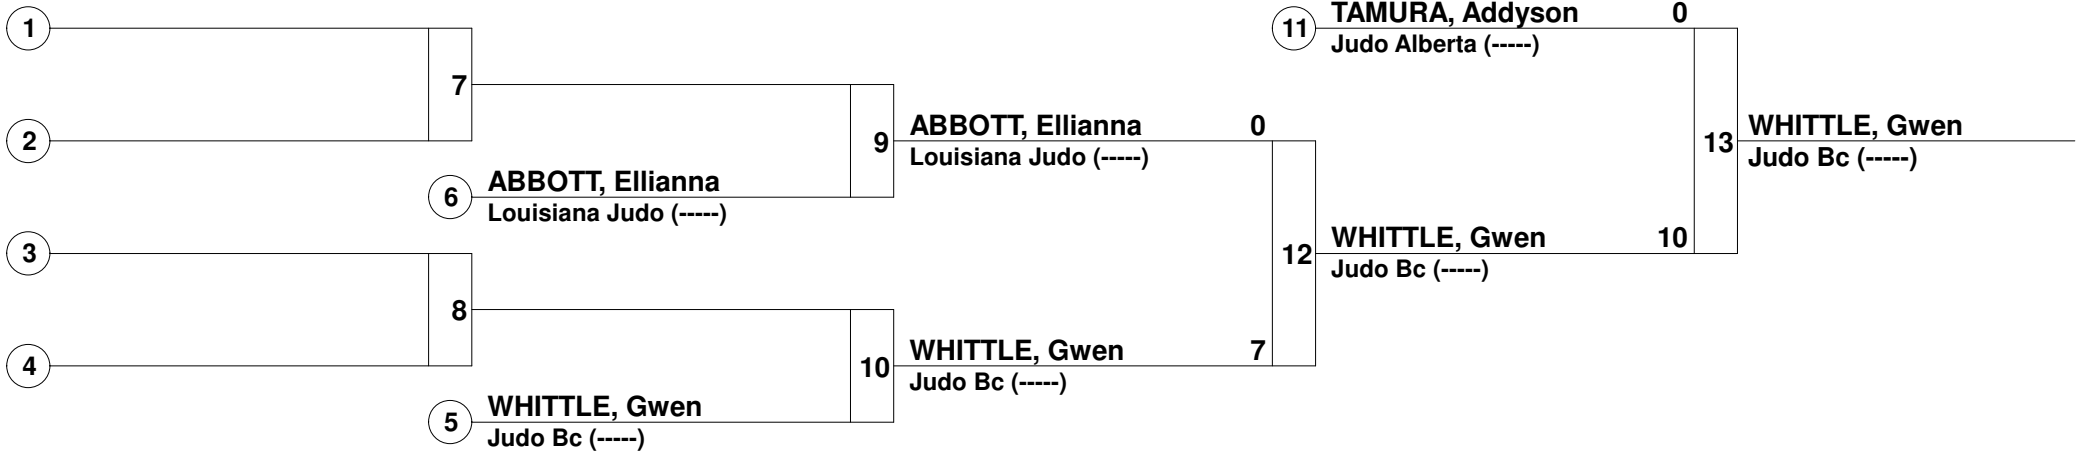 1
2
3
4
7
8
6
ABBOTT, Ellianna
Louisiana Judo (-----)
5
WHITTLE, Gwen
Judo Bc (-----)
9
10
ABBOTT, Ellianna 0
Louisiana Judo (-----)
WHITTLE, Gwen 7
Judo Bc (-----)
12
11
TAMURA, Addyson 0
Judo Alberta (-----)
WHITTLE, Gwen 10
Judo Bc (-----)
13
WHITTLE, Gwen
Judo Bc (-----)